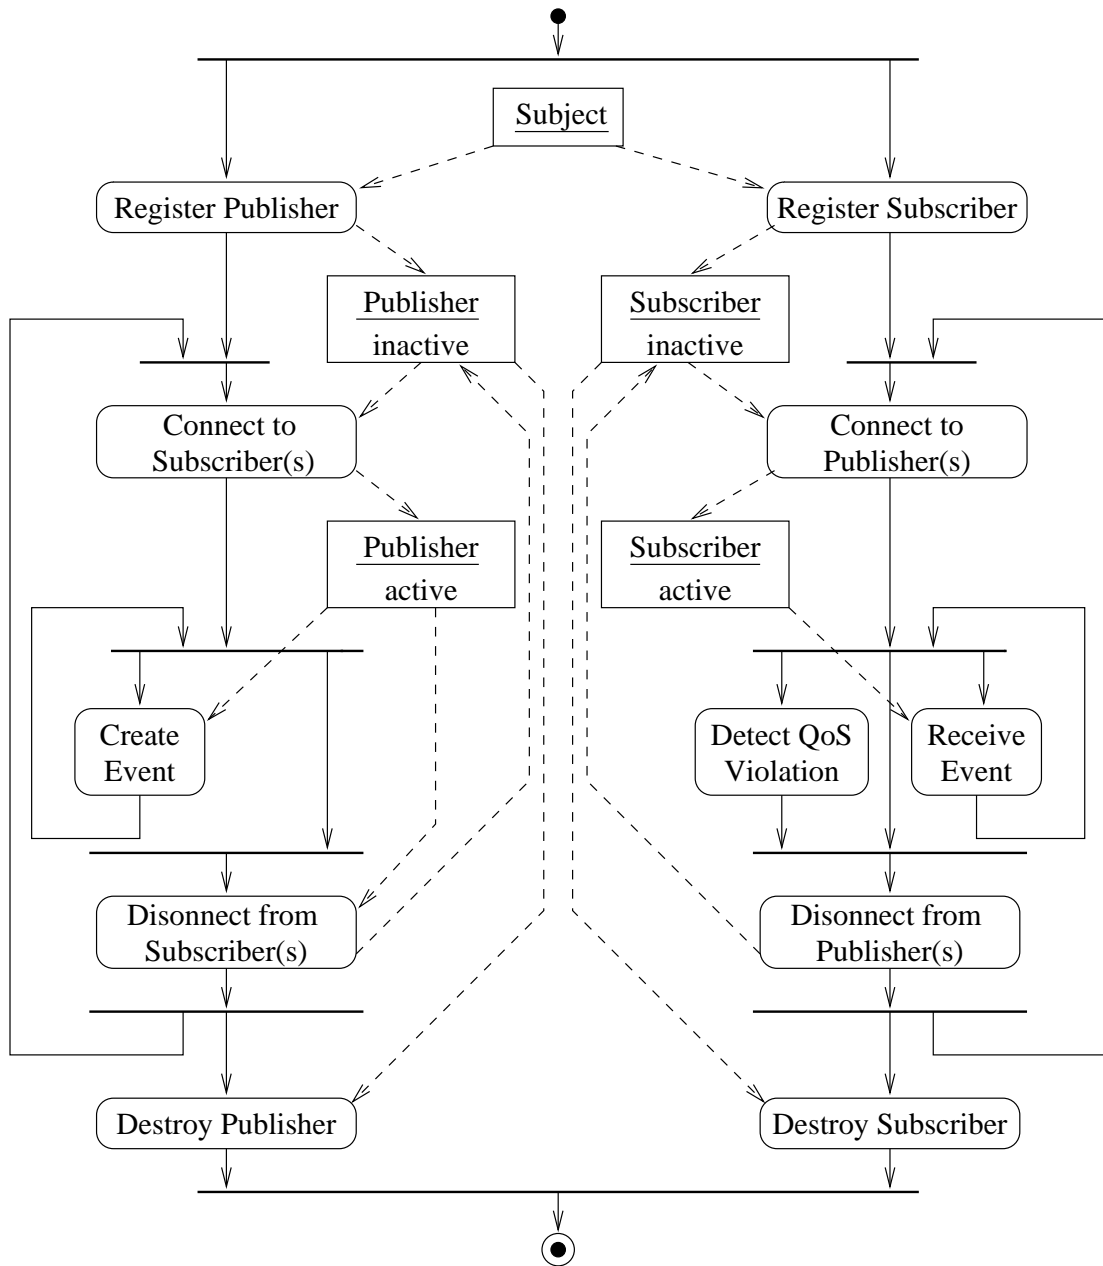 Subject
Register Publisher
Register Subscriber
Publisher
inactive
Subscriber
inactive
Connect to
Subscriber(s)
Connect to
Publisher(s)
Publisher
active
Subscriber
active
Create
Event
Detect QoS
Violation
Receive
Event
Disonnect from
Subscriber(s)
Disonnect from
Publisher(s)
Destroy Publisher
Destroy Subscriber